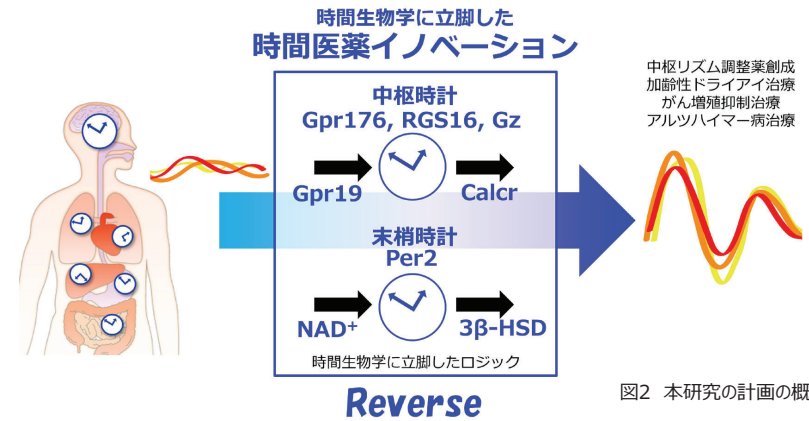 時間生物学に立脚した
時間医薬イノベーション
中枢時計
Gpr176, RGS16, Gz
Gpr19
Calcr
末梢時計
Per2
NAD⁺
3β-HSD
時間生物学に立脚したロジック
Reverse
中枢リズム調整薬創成
加齢性ドライアイ治療
がん増殖抑制治療
アルツハイマー病治療
図2 本研究の計画の概